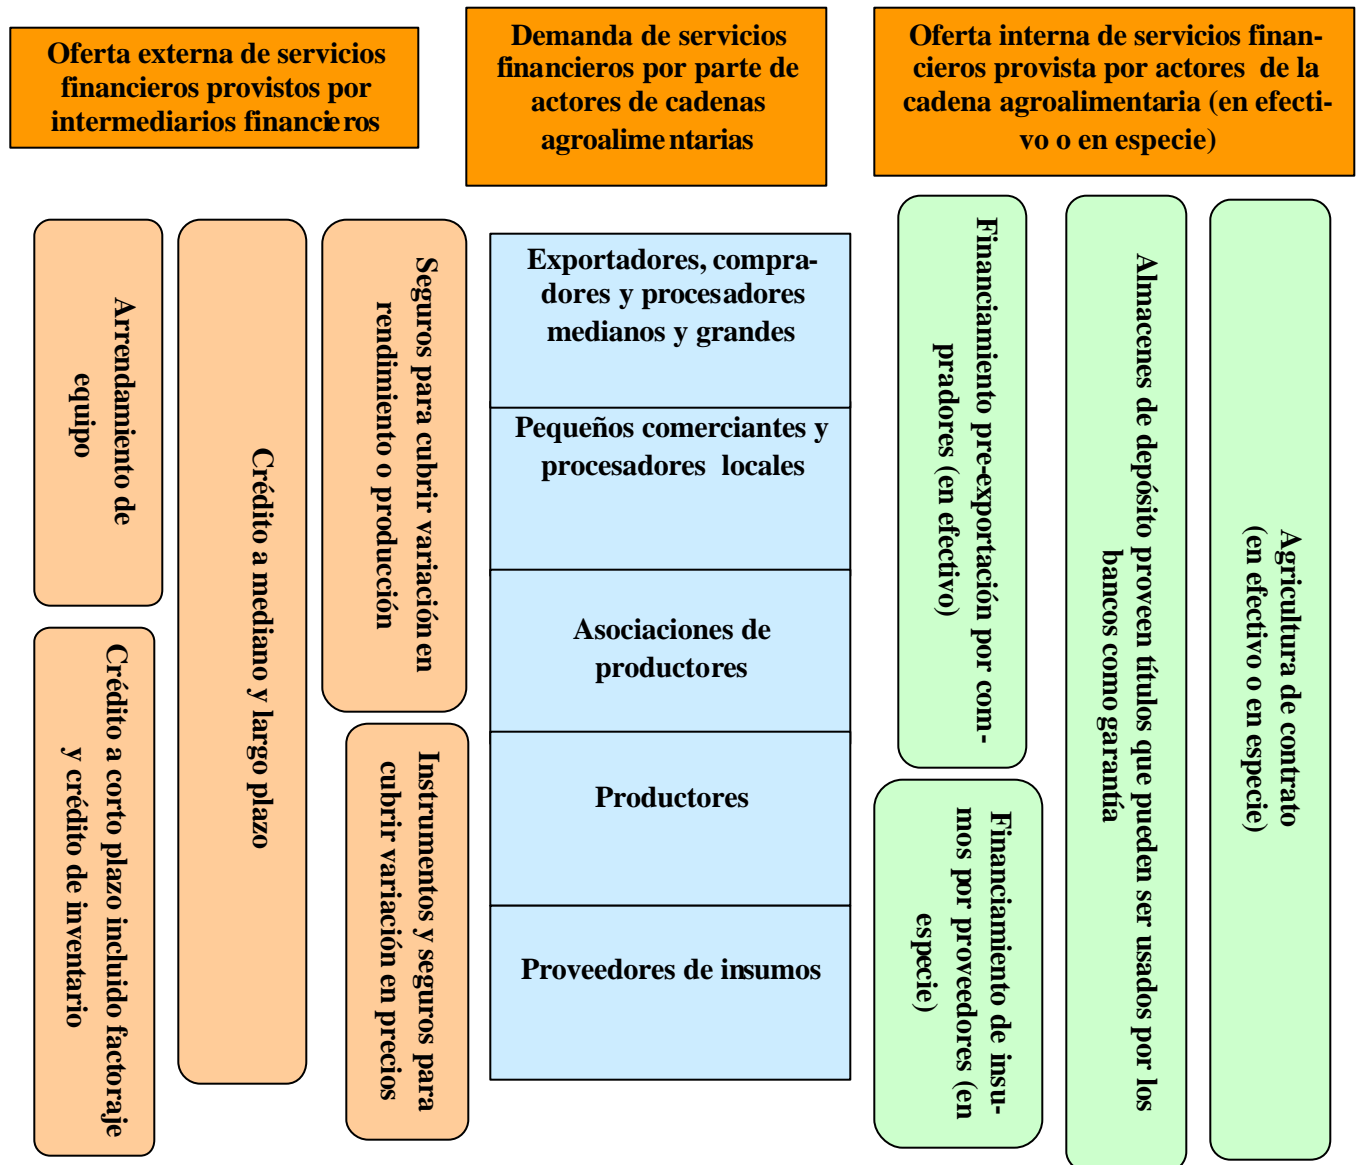 Oferta externa de servicios
financieros provistos por
intermediarios financieros
Demanda de servicios
financieros por parte de
actores de cadenas
agroalimentarias
Oferta interna de servicios finan-
cieros provista por actores de la
cadena agroalimentaria (en efecti-
vo o en especie)
Arrendamiento de
equipo
Crédito a corto plazo incluido factoraje
y crédito de inventario
Crédito a mediano y largo plazo
Seguros para cubrir variación en
rendimiento o producción
Instrumentos y seguros para
cubrir variación en precios
Exportadores, compra-
dores y procesadores
medianos y grandes
Pequeños comerciantes y
procesadores locales
Asociaciones de
productores
Productores
Proveedores de insumos
Financiamiento pre-exportación por com-
pradores (en efectivo)
Financiamiento de insu-
mos por proveedores (en
especie)
Almacenes de depósito proveen títulos que pueden ser usados por los
bancos como garantía
Agricultura de contrato
(en efectivo o en especie)